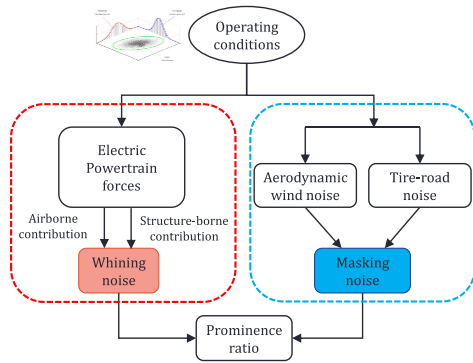 Operating
conditions
Electric
Powertrain
forces
Aerodynamic
wind noise
Tire-road
noise
Airborne
contribution
Structure-borne
contribution
Whining
noise
Masking
noise
Prominence
ratio